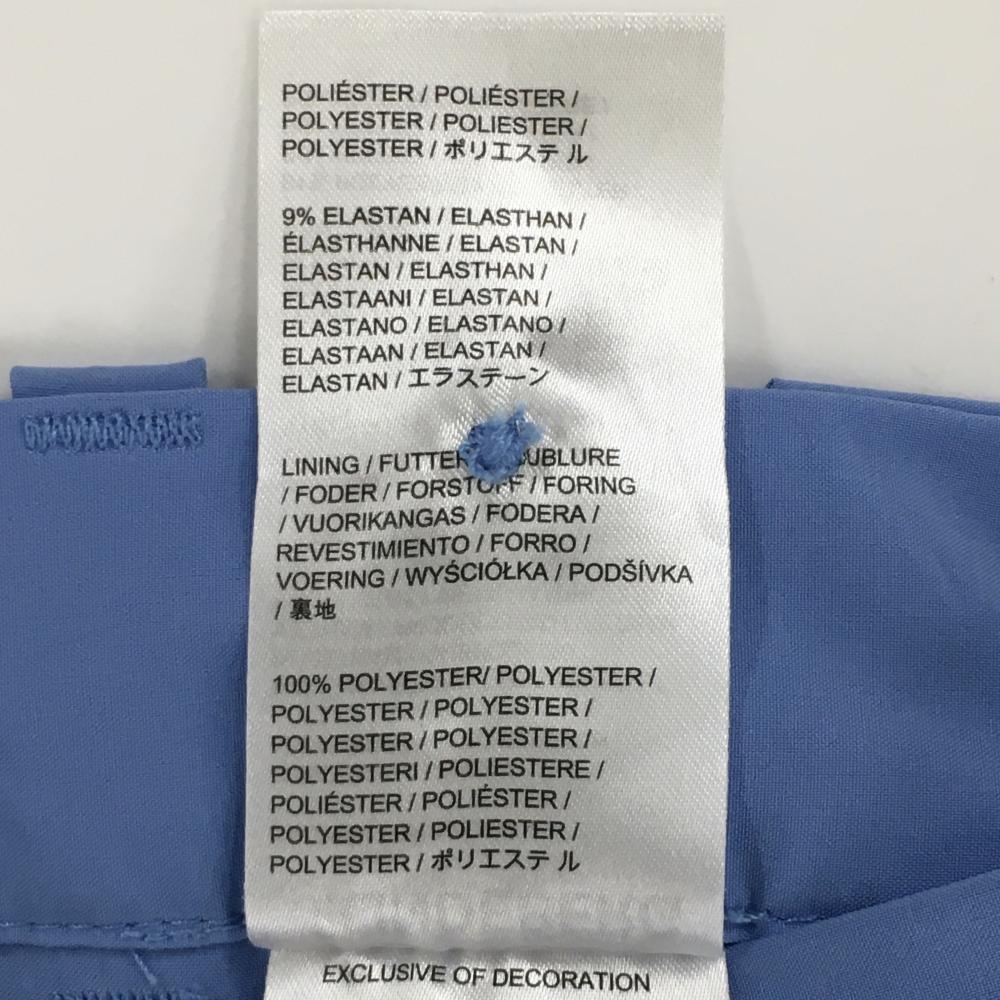 POLIÉSTER / POLIÉSTER /
POLYESTER / POLIESTER /
POLYESTER / ポリエステ ル
9% ELASTAN / ELASTHAN /
ÉLASTHANNE / ELASTAN /
ELASTAN / ELASTHAN /
ELASTAANI / ELASTAN /
ELASTANO / ELASTANO /
ELASTAAN / ELASTAN /
ELASTAN / エラステーン
LINING / FUTTER
/ FODER / FORSTOFF / FORING
/ VUORIKANGAS / FODERA /
REVESTIMIENTO / FORRO /
VOERING / WYŚCIÓŁKA / PODŠÍVKA
/ 裏地
100% POLYESTER/ POLYESTER /
POLYESTER / POLYESTER /
POLYESTER / POLYESTER /
POLYESTERI / POLIESTERE /
POLIÉSTER / POLIÉSTER /
POLYESTER / POLIESTER /
POLYESTER / ポリエステ ル
EXCLUSIVE OF DECORATION